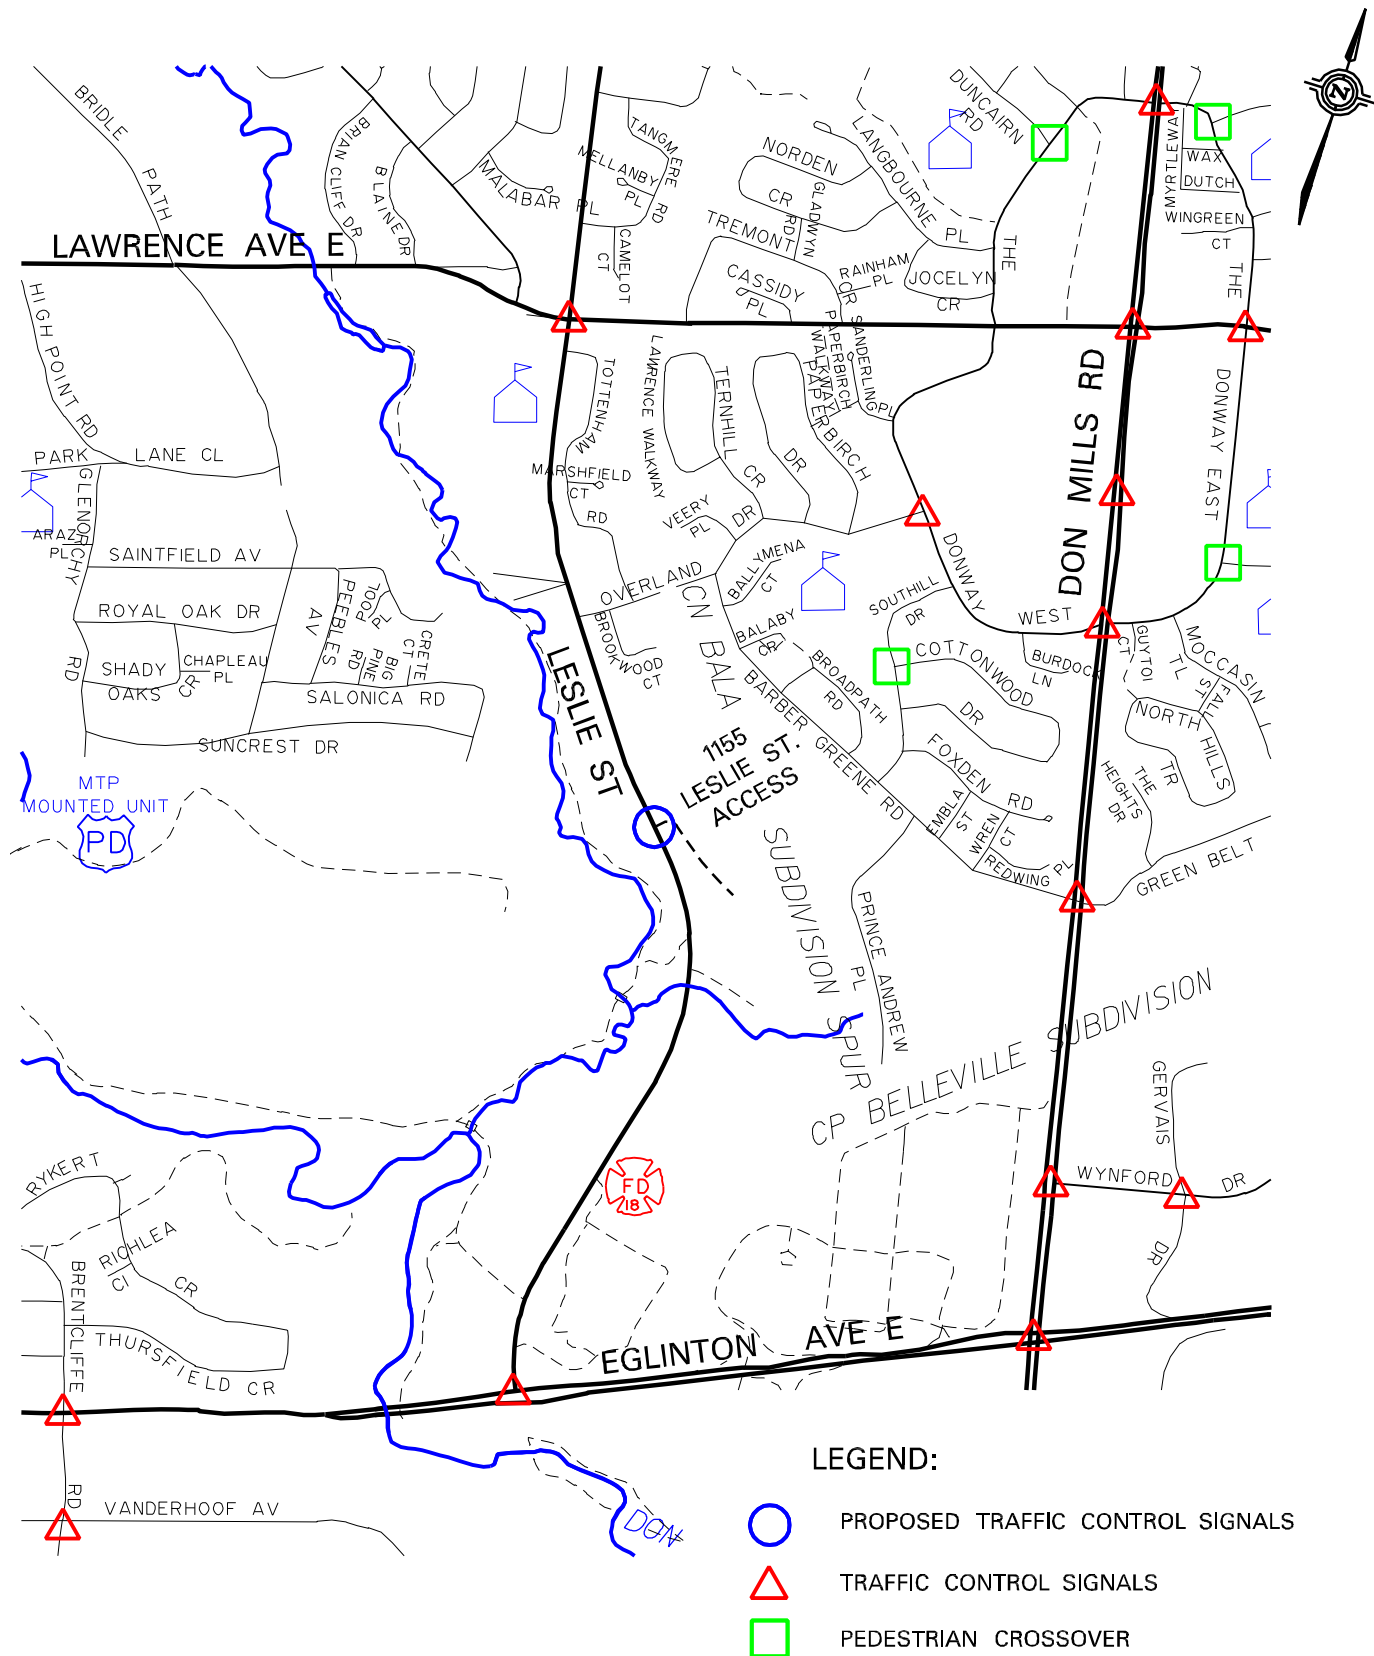 BRIDLE
PATH
BRIAN CLIFF DR
BLAINE DR
MALABAR PL
TANGMERE RD
MELLANBY
PL
CAMELOT
CT
NORDEN
CR
GLADWYN
RD
TREMONT
CR
CASSIDY
PL
LANGBOURNE PL
DUNCAIRN
RD
RAINHAM
PL
JOCELYN
CR
THE
MYRTLEWAY
WAX
DUTCH
WINGREEN
CT
THE
N
LAWRENCE AVE E
HIGH POINT RD
PARK LANE CL
GLENORCHY
RD
ARAZI
PL
SAINTFIELD AV
ROYAL OAK DR
SHADY
OAKS
CR
CHAPLEAU
PL
PEEBLES
AV
POOL
PL
BIG
PINE
RD
CRETE
CT
SALONICA RD
SUNCREST DR
TOTTENHAM
RD
MARSHFIELD
CT
LAWRENCE WALKWAY
TERNHILL
CR
PAPERBIRCH
DR
PAPERBIRCH
WALKWAY
SANDERLING
PL
VEERY
PL
OVERLAND
DR
BALLYMENA
CT
BALABY
CR
BROOKWOOD
CT
BROADPATH
RD
BARBER GREENE RD
SOUTHILL
DR
COTTONWOOD
DR
FOXDEN
RD
EMBLA
ST
WREN
CT
REDWING PL
DONWAY
WEST
DON MILLS RD
DONWAY EAST
BURDOCK
LN
GUYTOI
CT
MOCCASIN
TL
FALL
ST
NORTH HILLS
TR
THE
HEIGHTS
DR
GREEN BELT
LESLIE ST
1155
LESLIE ST.
ACCESS
CN BALA
SUBDIVISION SPUR
PRINCE ANDREW
PL
CP BELLEVILLE SUBDIVISION
MTP
MOUNTED UNIT
PD
FD
18
GERVAIS
DR
WYNFORD DR
RYKERT
CR
RICHLEA
CI
BRENTCLIFFE
RD
THURSFIELD CR
VANDERHOOF AV
EGLINTON AVE E
DON
LEGEND:
PROPOSED TRAFFIC CONTROL SIGNALS
TRAFFIC CONTROL SIGNALS
PEDESTRIAN CROSSOVER